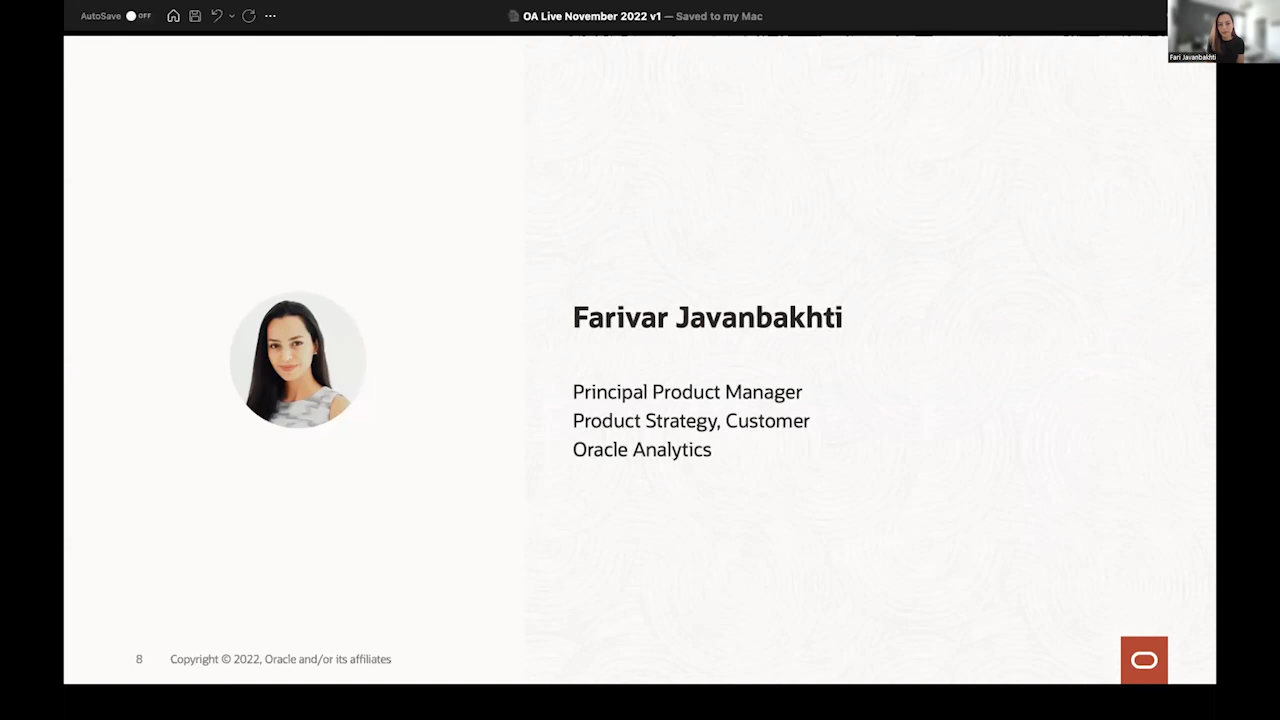 AutoSave OFF
OA Live November 2022 v1 — Saved to my Mac
Fari Javanbakhti
Farivar Javanbakhti
Principal Product Manager
Product Strategy, Customer
Oracle Analytics
8 Copyright © 2022, Oracle and/or its affiliates